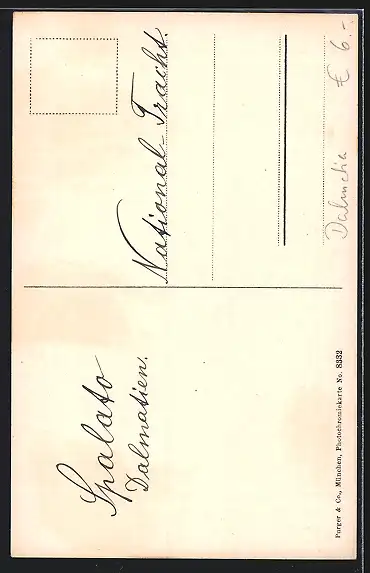 Spalato
Dalmatien.
National-Tracht.
Dalmatia € 6.-
Purger & Co., München, Photochromiekarte No. 8332